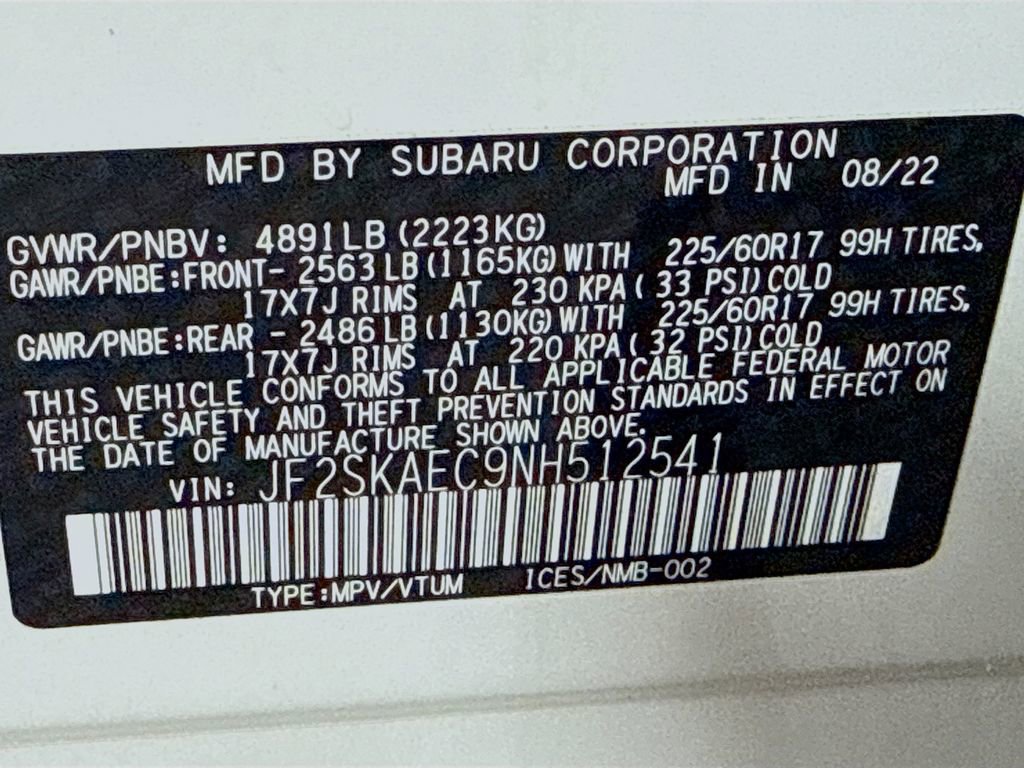 MFD BY SUBARU CORPORATION
MFD IN 08/22
GVWR/PNBV: 4891LB (2223KG)
GAWR/PNBE:FRONT- 2563LB(1165KG)WITH 225/60R17 99H TIRES,
17X7J RIMS AT 230 KPA( 33 PSI)COLD
GAWR/PNBE:REAR - 2486LB(1130KG)WITH 225/60R17 99H TIRES,
17X7J RIMS AT 220 KPA( 32 PSI)COLD
THIS VEHICLE CONFORMS TO ALL APPLICABLE FEDERAL MOTOR
VEHICLE SAFETY AND THEFT PREVENTION STANDARDS IN EFFECT ON
THE DATE OF MANUFACTURE SHOWN ABOVE.
VIN: JF2SKAEC9NH512541
TYPE:MPV/VTUM ICES/NMB-002